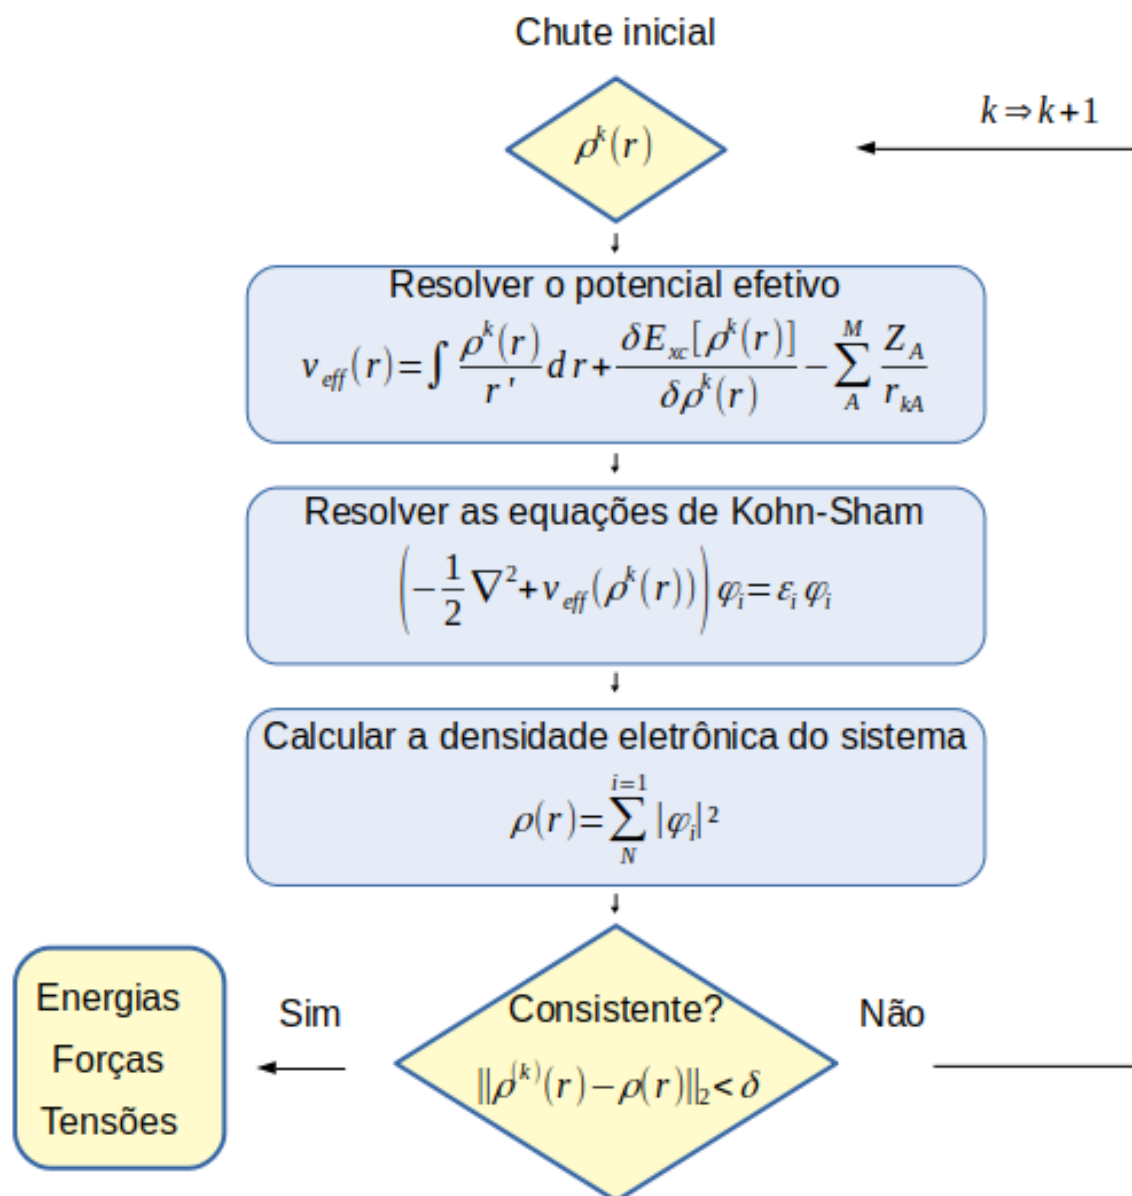 Chute inicial
k ⇒ k+1
ρ^k(r)
Resolver o potencial efetivo
v_eff(r)=∫ ρ^k(r)/r' dr + δE_xc[ρ^k(r)]/δρ^k(r) − ∑_A^M Z_A/r_kA
Resolver as equações de Kohn-Sham
(−1/2 ∇²+v_eff(ρ^k(r)))φ_i=ε_i φ_i
Calcular a densidade eletrônica do sistema
ρ(r)=∑_N^{i=1} |φ_i|²
Energias
Forças
Tensões
Sim
Consistente?
||ρ^(k)(r)−ρ(r)||_2<δ
Não